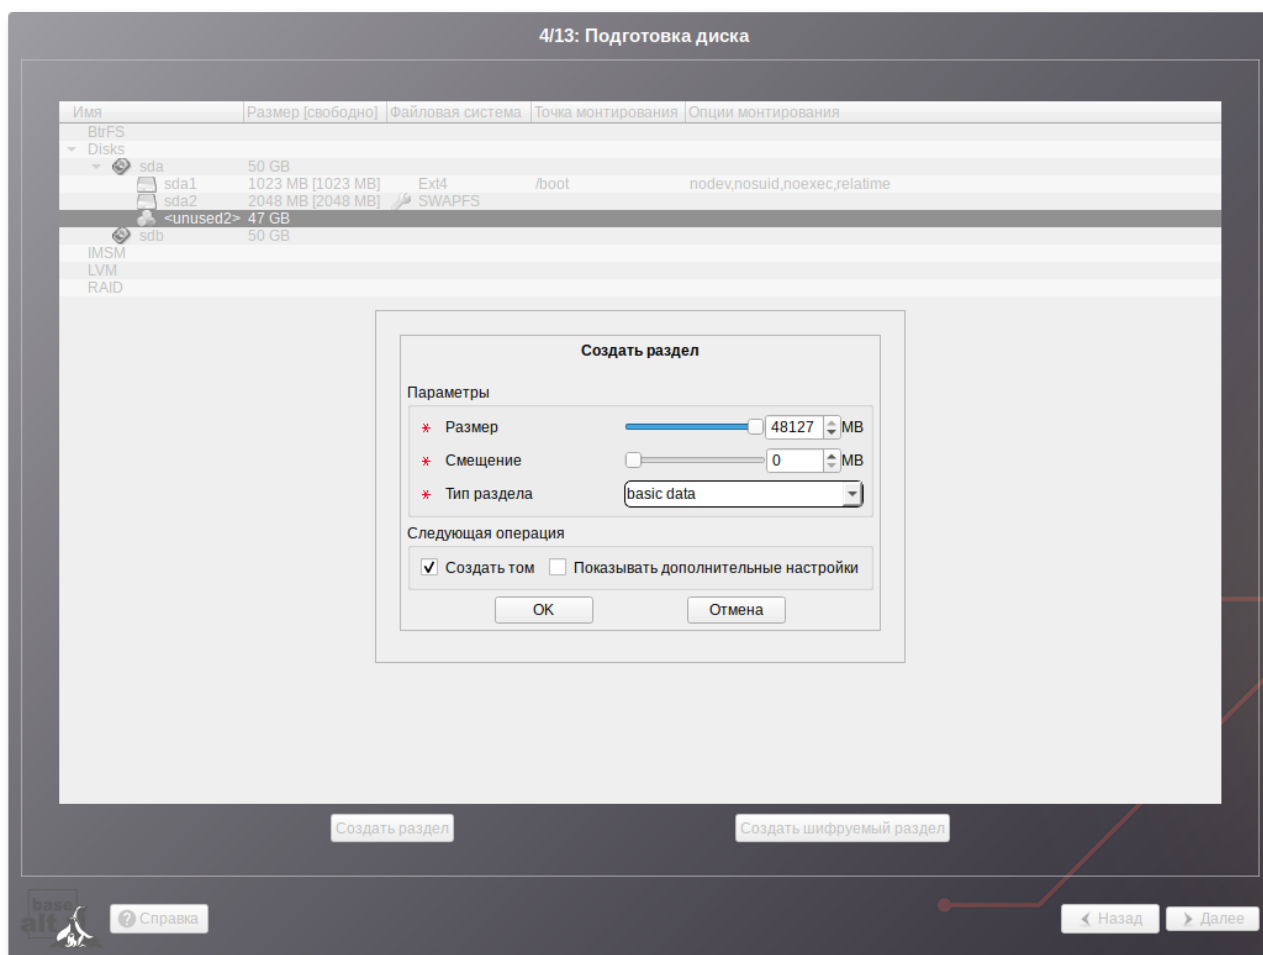 4/13: Подготовка диска
Имя Размер [свободно] Файловая система Точка монтирования Опции монтирования
BtrFS
Disks
sda 50 GB
sda1 1023 MB [1023 MB] Ext4 /boot nodev,nosuid,noexec,relatime
sda2 2048 MB [2048 MB] SWAPFS
<unused2> 47 GB
sdb 50 GB
IMSM
LVM
RAID
Создать раздел
Параметры
* Размер 48127 MB
* Смещение 0 MB
* Тип раздела basic data
Следующая операция
Создать том Показывать дополнительные настройки
OK Отмена
Создать раздел Создать шифруемый раздел
base
alt
Справка Назад Далее